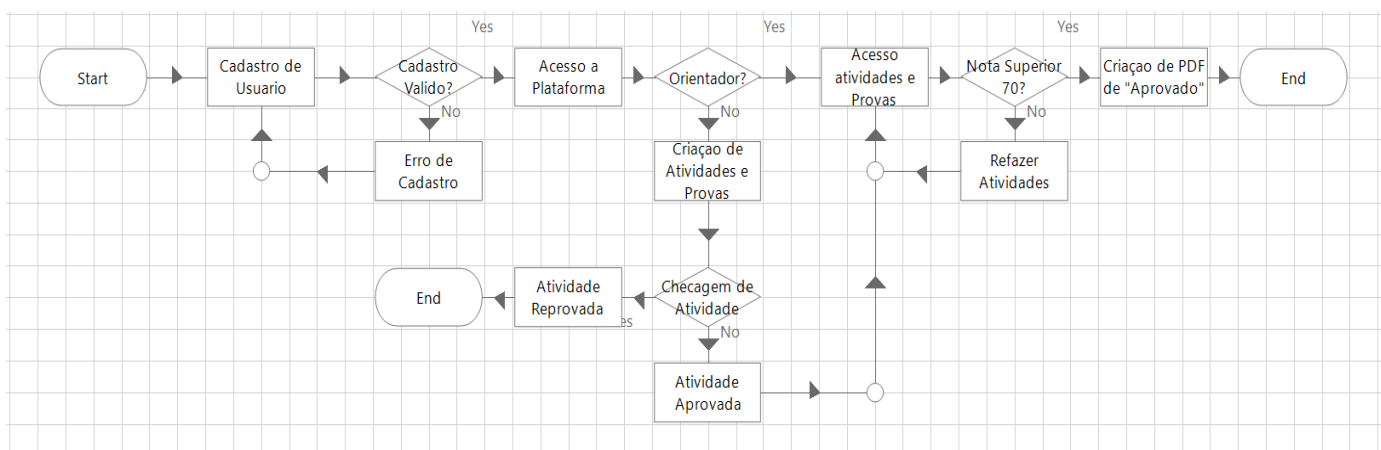 Yes
Yes
Yes
Start
Cadastro de
Usuario
Cadastro
Valido?
Acesso a
Plataforma
Orientador?
Acesso
atividades e
Provas
Nota Superior
70?
Criaçao de PDF
de "Aprovado"
End
No
No
No
Erro de
Cadastro
Criaçao de
Atividades e
Provas
Refazer
Atividades
End
Atividade
Reprovada
Checagem de
Atividade
es
No
Atividade
Aprovada